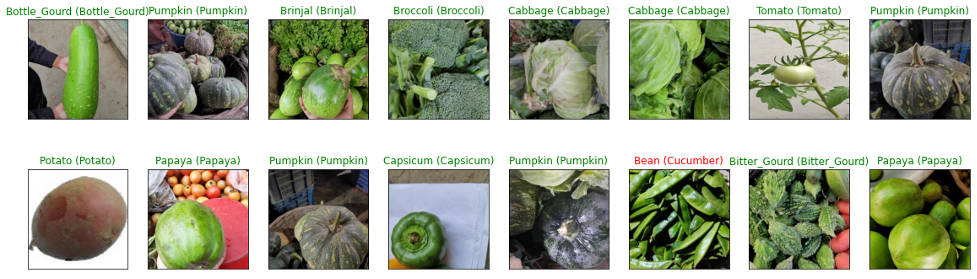 Bottle_Gourd (Bottle_Gourd)
Pumpkin (Pumpkin)
Brinjal (Brinjal)
Broccoli (Broccoli)
Cabbage (Cabbage)
Cabbage (Cabbage)
Tomato (Tomato)
Pumpkin (Pumpkin)
Potato (Potato)
Papaya (Papaya)
Pumpkin (Pumpkin)
Capsicum (Capsicum)
Pumpkin (Pumpkin)
Bean (Cucumber)
Bitter_Gourd (Bitter_Gourd)
Papaya (Papaya)